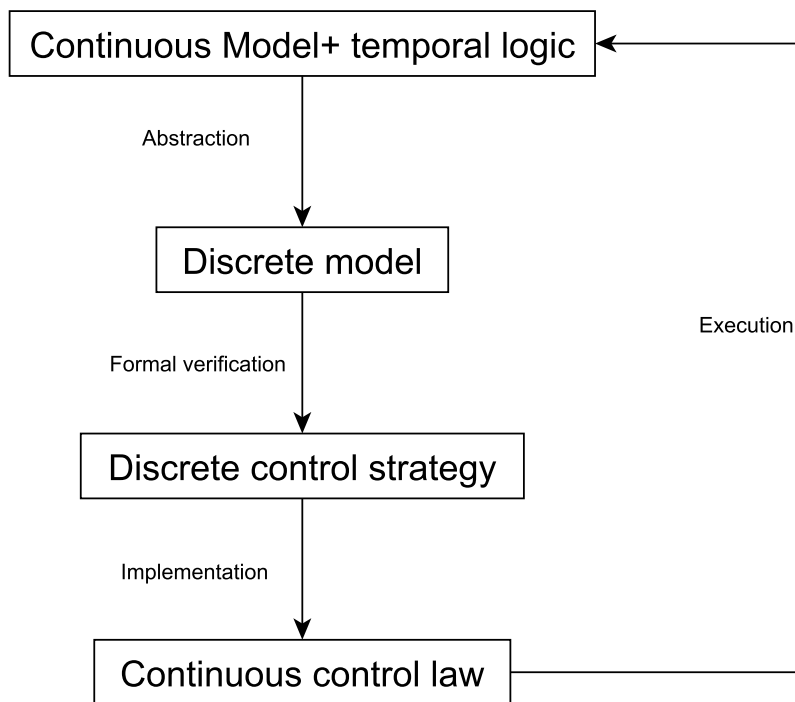 Continuous Model+ temporal logic
Abstraction
Discrete model
Execution
Formal verification
Discrete control strategy
Implementation
Continuous control law